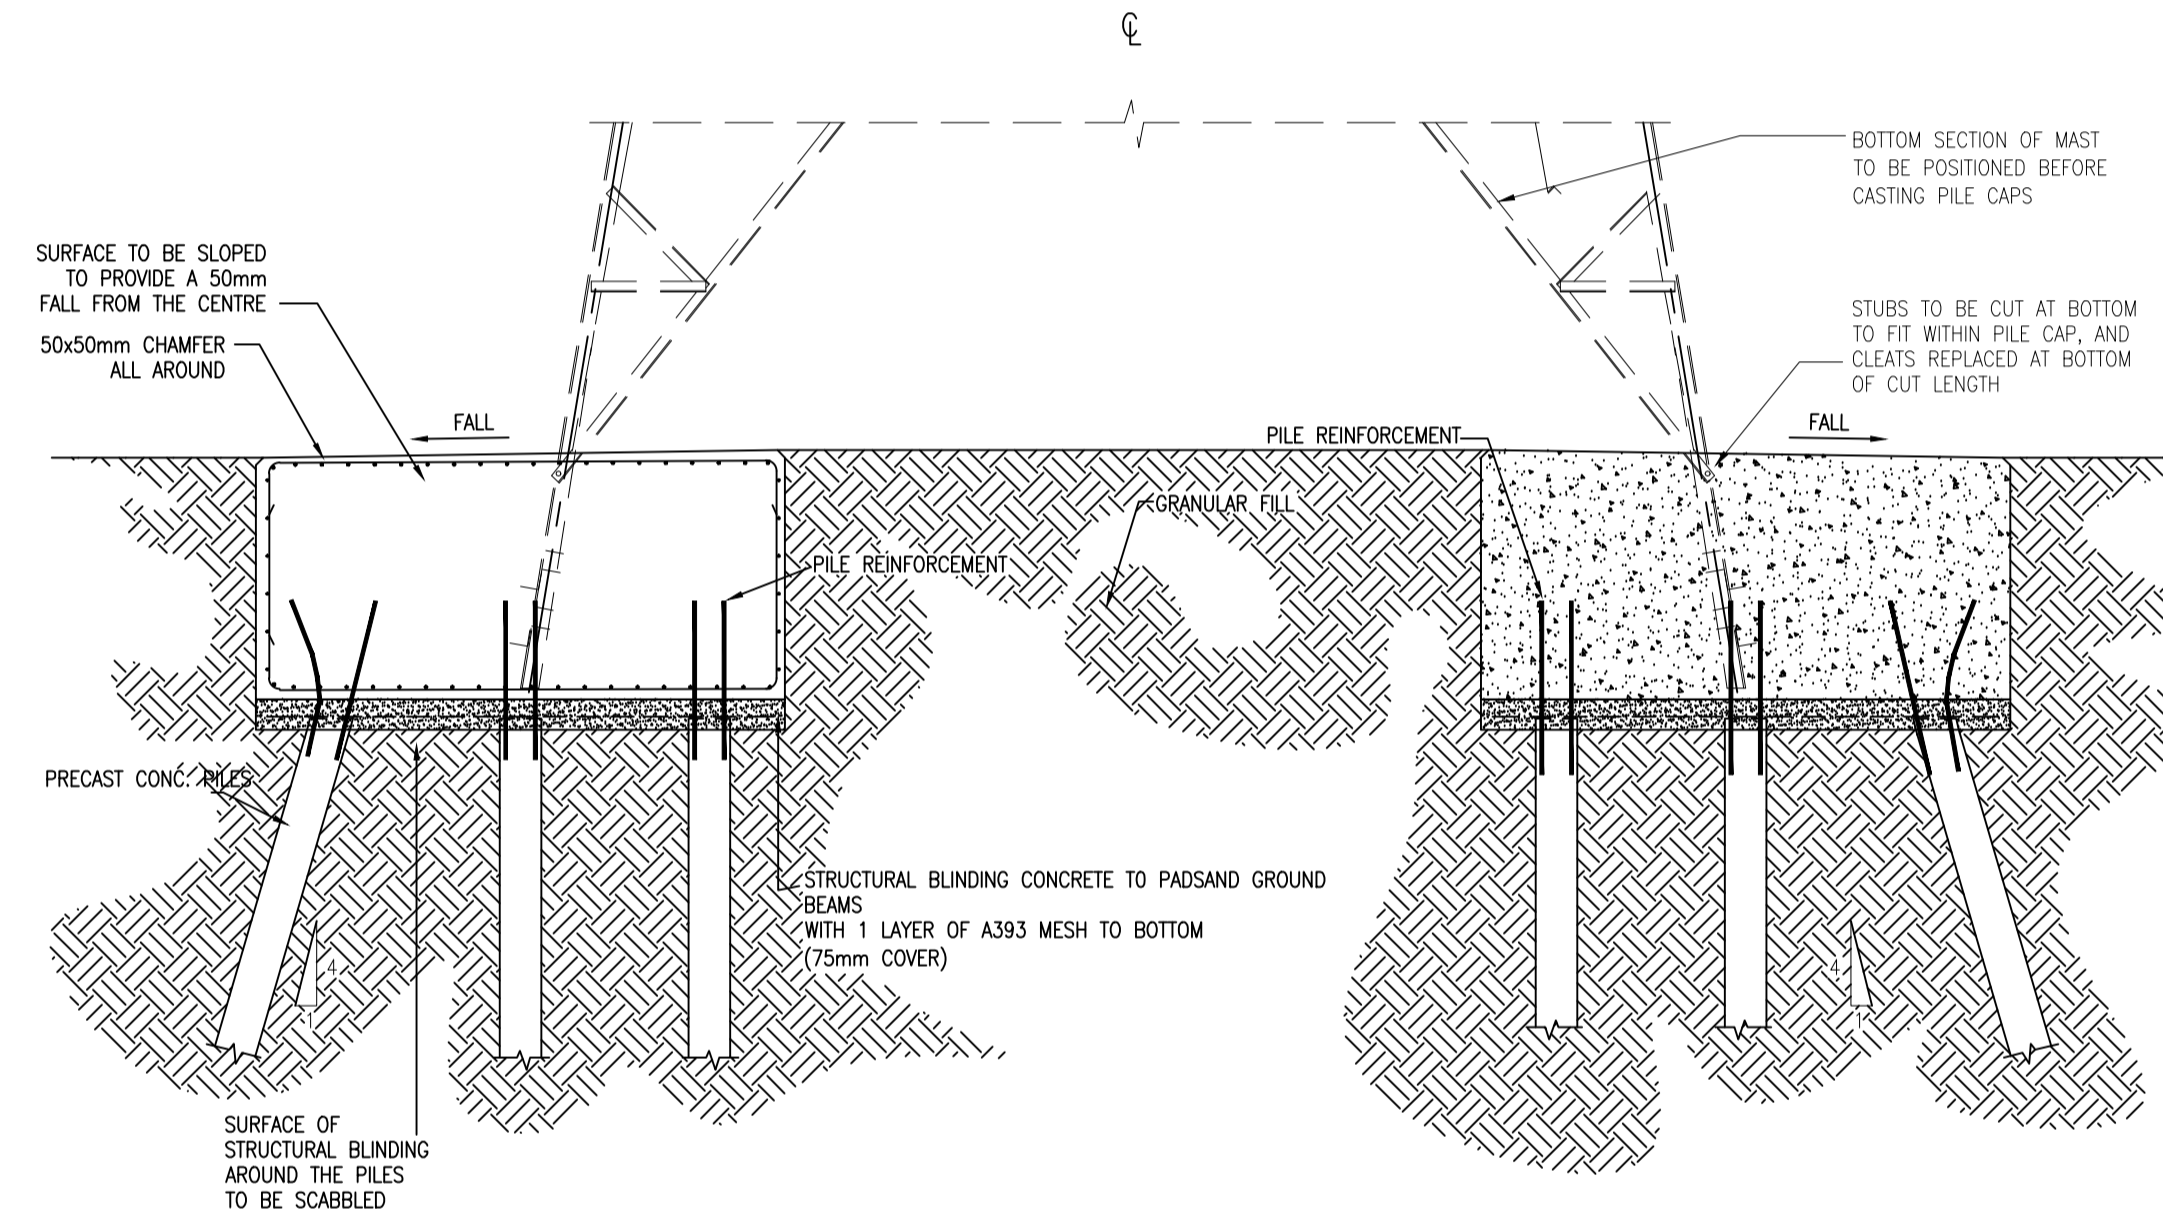 ℄
BOTTOM SECTION OF MAST
TO BE POSITIONED BEFORE
CASTING PILE CAPS
SURFACE TO BE SLOPED
TO PROVIDE A 50mm
FALL FROM THE CENTRE
50x50mm CHAMFER
ALL AROUND
STUBS TO BE CUT AT BOTTOM
TO FIT WITHIN PILE CAP, AND
CLEATS REPLACED AT BOTTOM
OF CUT LENGTH
FALL
FALL
PILE REINFORCEMENT
GRANULAR FILL
PILE REINFORCEMENT
PRECAST CONC. PILES
STRUCTURAL BLINDING CONCRETE TO PADSAND GROUND
BEAMS
WITH 1 LAYER OF A393 MESH TO BOTTOM
(75mm COVER)
4
1
4
1
SURFACE OF
STRUCTURAL BLINDING
AROUND THE PILES
TO BE SCABBLED